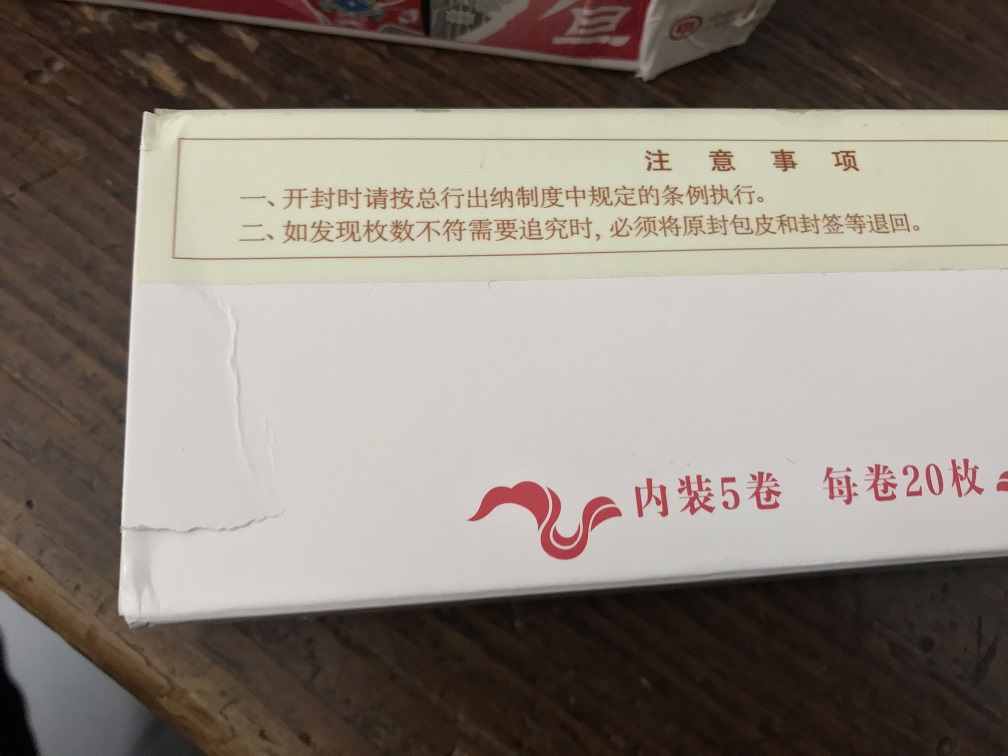 宜
注意事项
一、开封时请按总行出纳制度中规定的条例执行。
二、如发现枚数不符需要追究时，必须将原封包皮和封签等退回。
内装5卷 每卷20枚